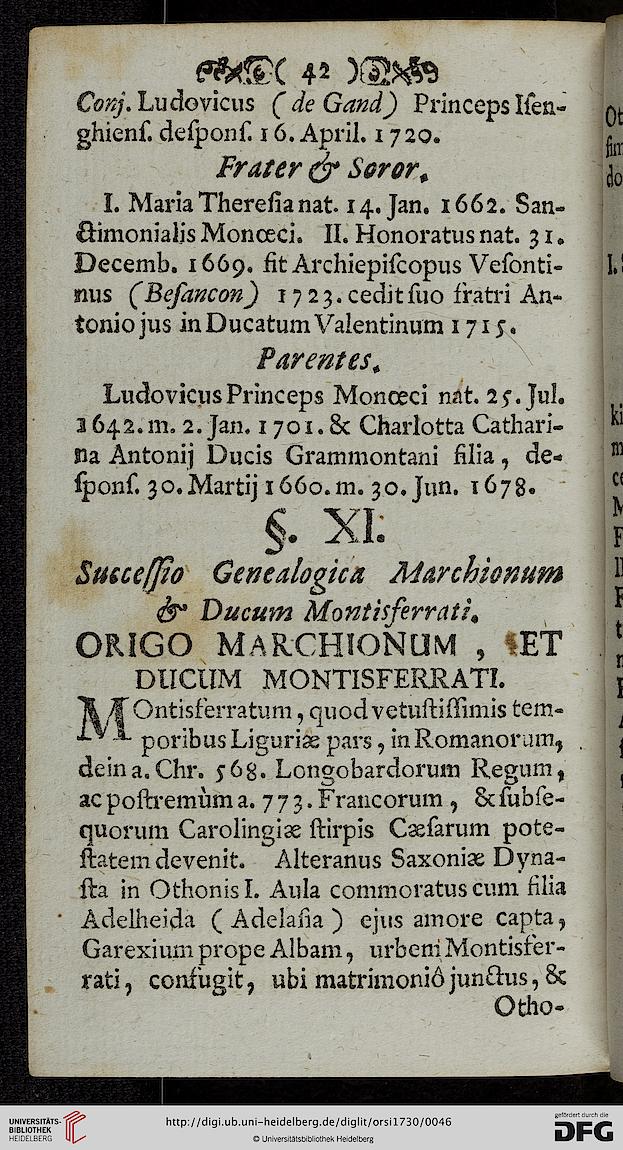 ( 42 )
Conj. Ludovicus ( de Gand ) Princeps Iſen-
ghienſ. deſponſ. 16. April. 1720.
Frater & Soror.
I. Maria Thereſia nat. 14. Jan. 1662. San-
ctimonialis Monœci. II. Honoratus nat. 31.
Decemb. 1669. fit Archiepiſcopus Veſonti-
nus ( Beſancon ) 1723. cedit ſuo fratri An-
tonio jus in Ducatum Valentinum 1715.
Parentes.
Ludovicus Princeps Monœci nat. 25. Jul.
1642. m. 2. Jan. 1701. & Charlotta Cathari-
na Antonij Ducis Grammontani filia, de-
ſponſ. 30. Martij 1660. m. 30. Jun. 1678.
§. XI.
Succeſſio Genealogica Marchionum
& Ducum Montisferrati.
ORIGO MARCHIONUM, ET
DUCUM MONTISFERRATI.
MOntisferratum, quod vetuſtiſſimis tem-
poribus Liguriæ pars, in Romanorum,
dein a. Chr. 568. Longobardorum Regum,
ac poſtremùm a. 773. Francorum, & ſubſe-
quorum Carolingiæ ſtirpis Cæſarum pote-
ſtatem devenit. Alteranus Saxoniæ Dyna-
ſta in Othonis I. Aula commoratus cum filia
Adelheida ( Adelaſia ) ejus amore capta,
Garexium prope Albam, urbem Montisfer-
rati, confugit, ubi matrimoniô junctus, &
Otho-
UNIVERSITÄTS-
BIBLIOTHEK
HEIDELBERG
http://digi.ub.uni-heidelberg.de/diglit/orsi1730/0046
© Universitätsbibliothek Heidelberg
gefördert durch die
DFG